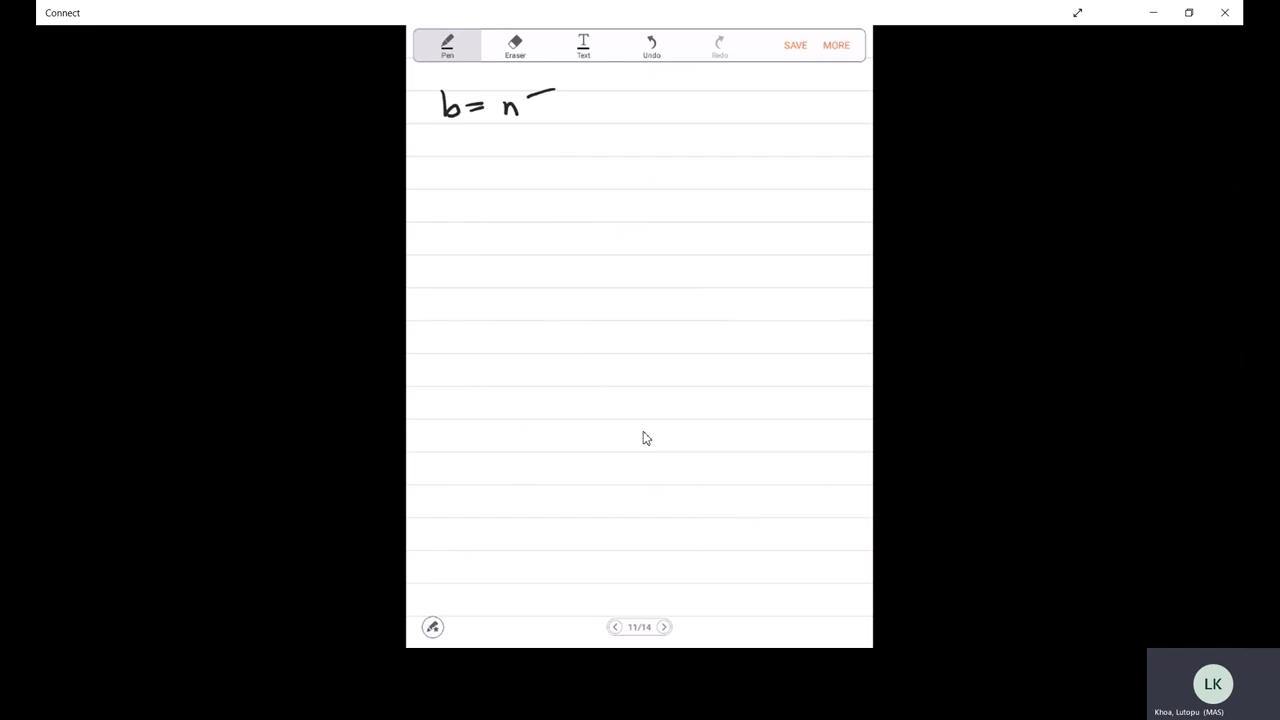 Connect
Pen
Eraser
Text
Undo
Redo
SAVE
MORE
b = n
11/14
LK
Khoa, Lutopu (MAS)